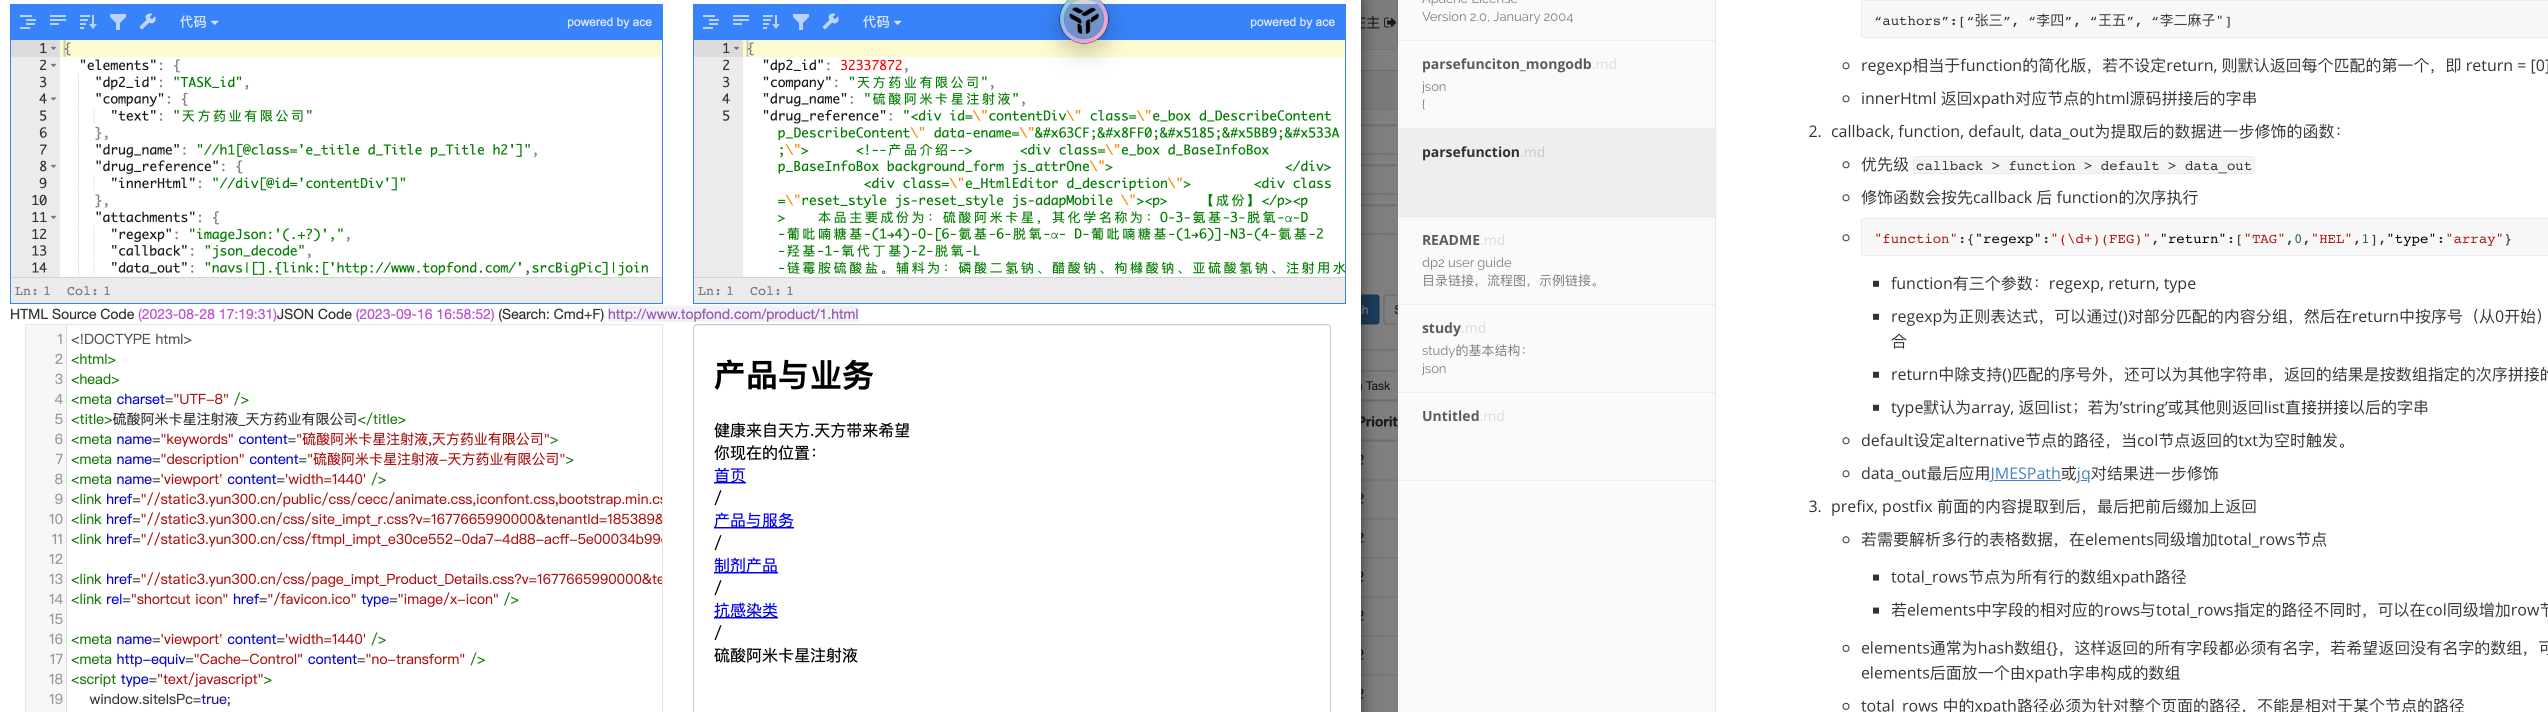 代码
powered by ace
1 {
2 "elements": {
3 "dp2_id": "TASK_id",
4 "company": {
5 "text": "天方药业有限公司"
6 },
7 "drug_name": "//h1[@class='e_title d_Title p_Title h2']",
8 "drug_reference": {
9 "innerHtml": "//div[@id='contentDiv']"
10 },
11 "attachments": {
12 "regexp": "imageJson:'(.+?)',",
13 "callback": "json_decode",
14 "data_out": "navs|[].{link:['http://www.topfond.com/',srcBigPic]|join
Ln: 1 Col: 1
代码
powered by ace
1 {
2 "dp2_id": 32337872,
3 "company": "天方药业有限公司",
4 "drug_name": "硫酸阿米卡星注射液",
5 "drug_reference": "<div id=\"contentDiv\" class=\"e_box d_DescribeContent
p_DescribeContent\" data-ename=\"&#x63CF;&#x8FF0;&#x5185;&#x5BB9;&#x533A
;\"> <!--产品介绍--> <div class=\"e_box d_BaseInfoBox
p_BaseInfoBox background_form js_attrOne\"> </div>
<div class=\"e_HtmlEditor d_description\"> <div class
=\"reset_style js-reset_style js-adapMobile \"><p> 【成份】</p><p
> 本品主要成份为：硫酸阿米卡星，其化学名称为：O-3-氨基-3-脱氧-α-D
-葡吡喃糖基-(1→4)-O-[6-氨基-6-脱氧-α- D-葡吡喃糖基-(1→6)]-N3-(4-氨基-2
-羟基-1-氧代丁基)-2-脱氧-L
-链霉胺硫酸盐。辅料为：磷酸二氢钠、醋酸钠、枸橼酸钠、亚硫酸氢钠、注射用水
Ln: 1 Col: 1
HTML Source Code (2023-08-28 17:19:31)JSON Code (2023-09-16 16:58:52) (Search: Cmd+F) http://www.topfond.com/product/1.html
1 <!DOCTYPE html>
2 <html>
3 <head>
4 <meta charset="UTF-8" />
5 <title>硫酸阿米卡星注射液_天方药业有限公司</title>
6 <meta name="keywords" content="硫酸阿米卡星注射液,天方药业有限公司">
7 <meta name="description" content="硫酸阿米卡星注射液-天方药业有限公司">
8 <meta name='viewport' content='width=1440' />
9 <link href="//static3.yun300.cn/public/css/cecc/animate.css,iconfont.css,bootstrap.min.cs
10 <link href="//static3.yun300.cn/css/site_impt_r.css?v=1677665990000&tenantId=185389&
11 <link href="//static3.yun300.cn/css/ftmpl_impt_e30ce552-0da7-4d88-acff-5e00034b99
12
13 <link href="//static3.yun300.cn/css/page_impt_Product_Details.css?v=1677665990000&te
14 <link rel="shortcut icon" href="/favicon.ico" type="image/x-icon" />
15
16 <meta name='viewport' content='width=1440' />
17 <meta http-equiv="Cache-Control" content="no-transform" />
18 <script type="text/javascript">
19 window.siteIsPc=true;
产品与业务
健康来自天方.天方带来希望
你现在的位置：
首页
/
产品与服务
/
制剂产品
/
抗感染类
/
硫酸阿米卡星注射液
Task
Priorit
Version 2.0, January 2004
parsefunciton_mongodb.md
json
[
parsefunction.md
README.md
dp2 user guide
目录链接，流程图，示例链接。
study.md
study的基本结构：
json
Untitled.md
“authors”:[“张三”, “李四”, “王五”, “李二麻子"]
regexp相当于function的简化版，若不设定return, 则默认返回每个匹配的第一个，即 return = [0]
innerHtml 返回xpath对应节点的html源码拼接后的字串
2. callback, function, default, data_out为提取后的数据进一步修饰的函数：
优先级 callback > function > default > data_out
修饰函数会按先callback 后 function的次序执行
"function":{"regexp":"(\d+)(FEG)","return":["TAG",0,"HEL",1],"type":"array"}
function有三个参数：regexp, return, type
regexp为正则表达式，可以通过()对部分匹配的内容分组，然后在return中按序号（从0开始）
合
return中除支持()匹配的序号外，还可以为其他字符串，返回的结果是按数组指定的次序拼接的
type默认为array, 返回list；若为’string’或其他则返回list直接拼接以后的字串
default设定alternative节点的路径，当col节点返回的txt为空时触发。
data_out最后应用JMESPath或jq对结果进一步修饰
3. prefix, postfix 前面的内容提取到后，最后把前后缀加上返回
若需要解析多行的表格数据，在elements同级增加total_rows节点
total_rows节点为所有行的数组xpath路径
若elements中字段的相对应的rows与total_rows指定的路径不同时，可以在col同级增加row节
elements通常为hash数组{}，这样返回的所有字段都必须有名字，若希望返回没有名字的数组，可
elements后面放一个由xpath字串构成的数组
total_rows 中的xpath路径必须为针对整个页面的路径，不能是相对于某个节点的路径